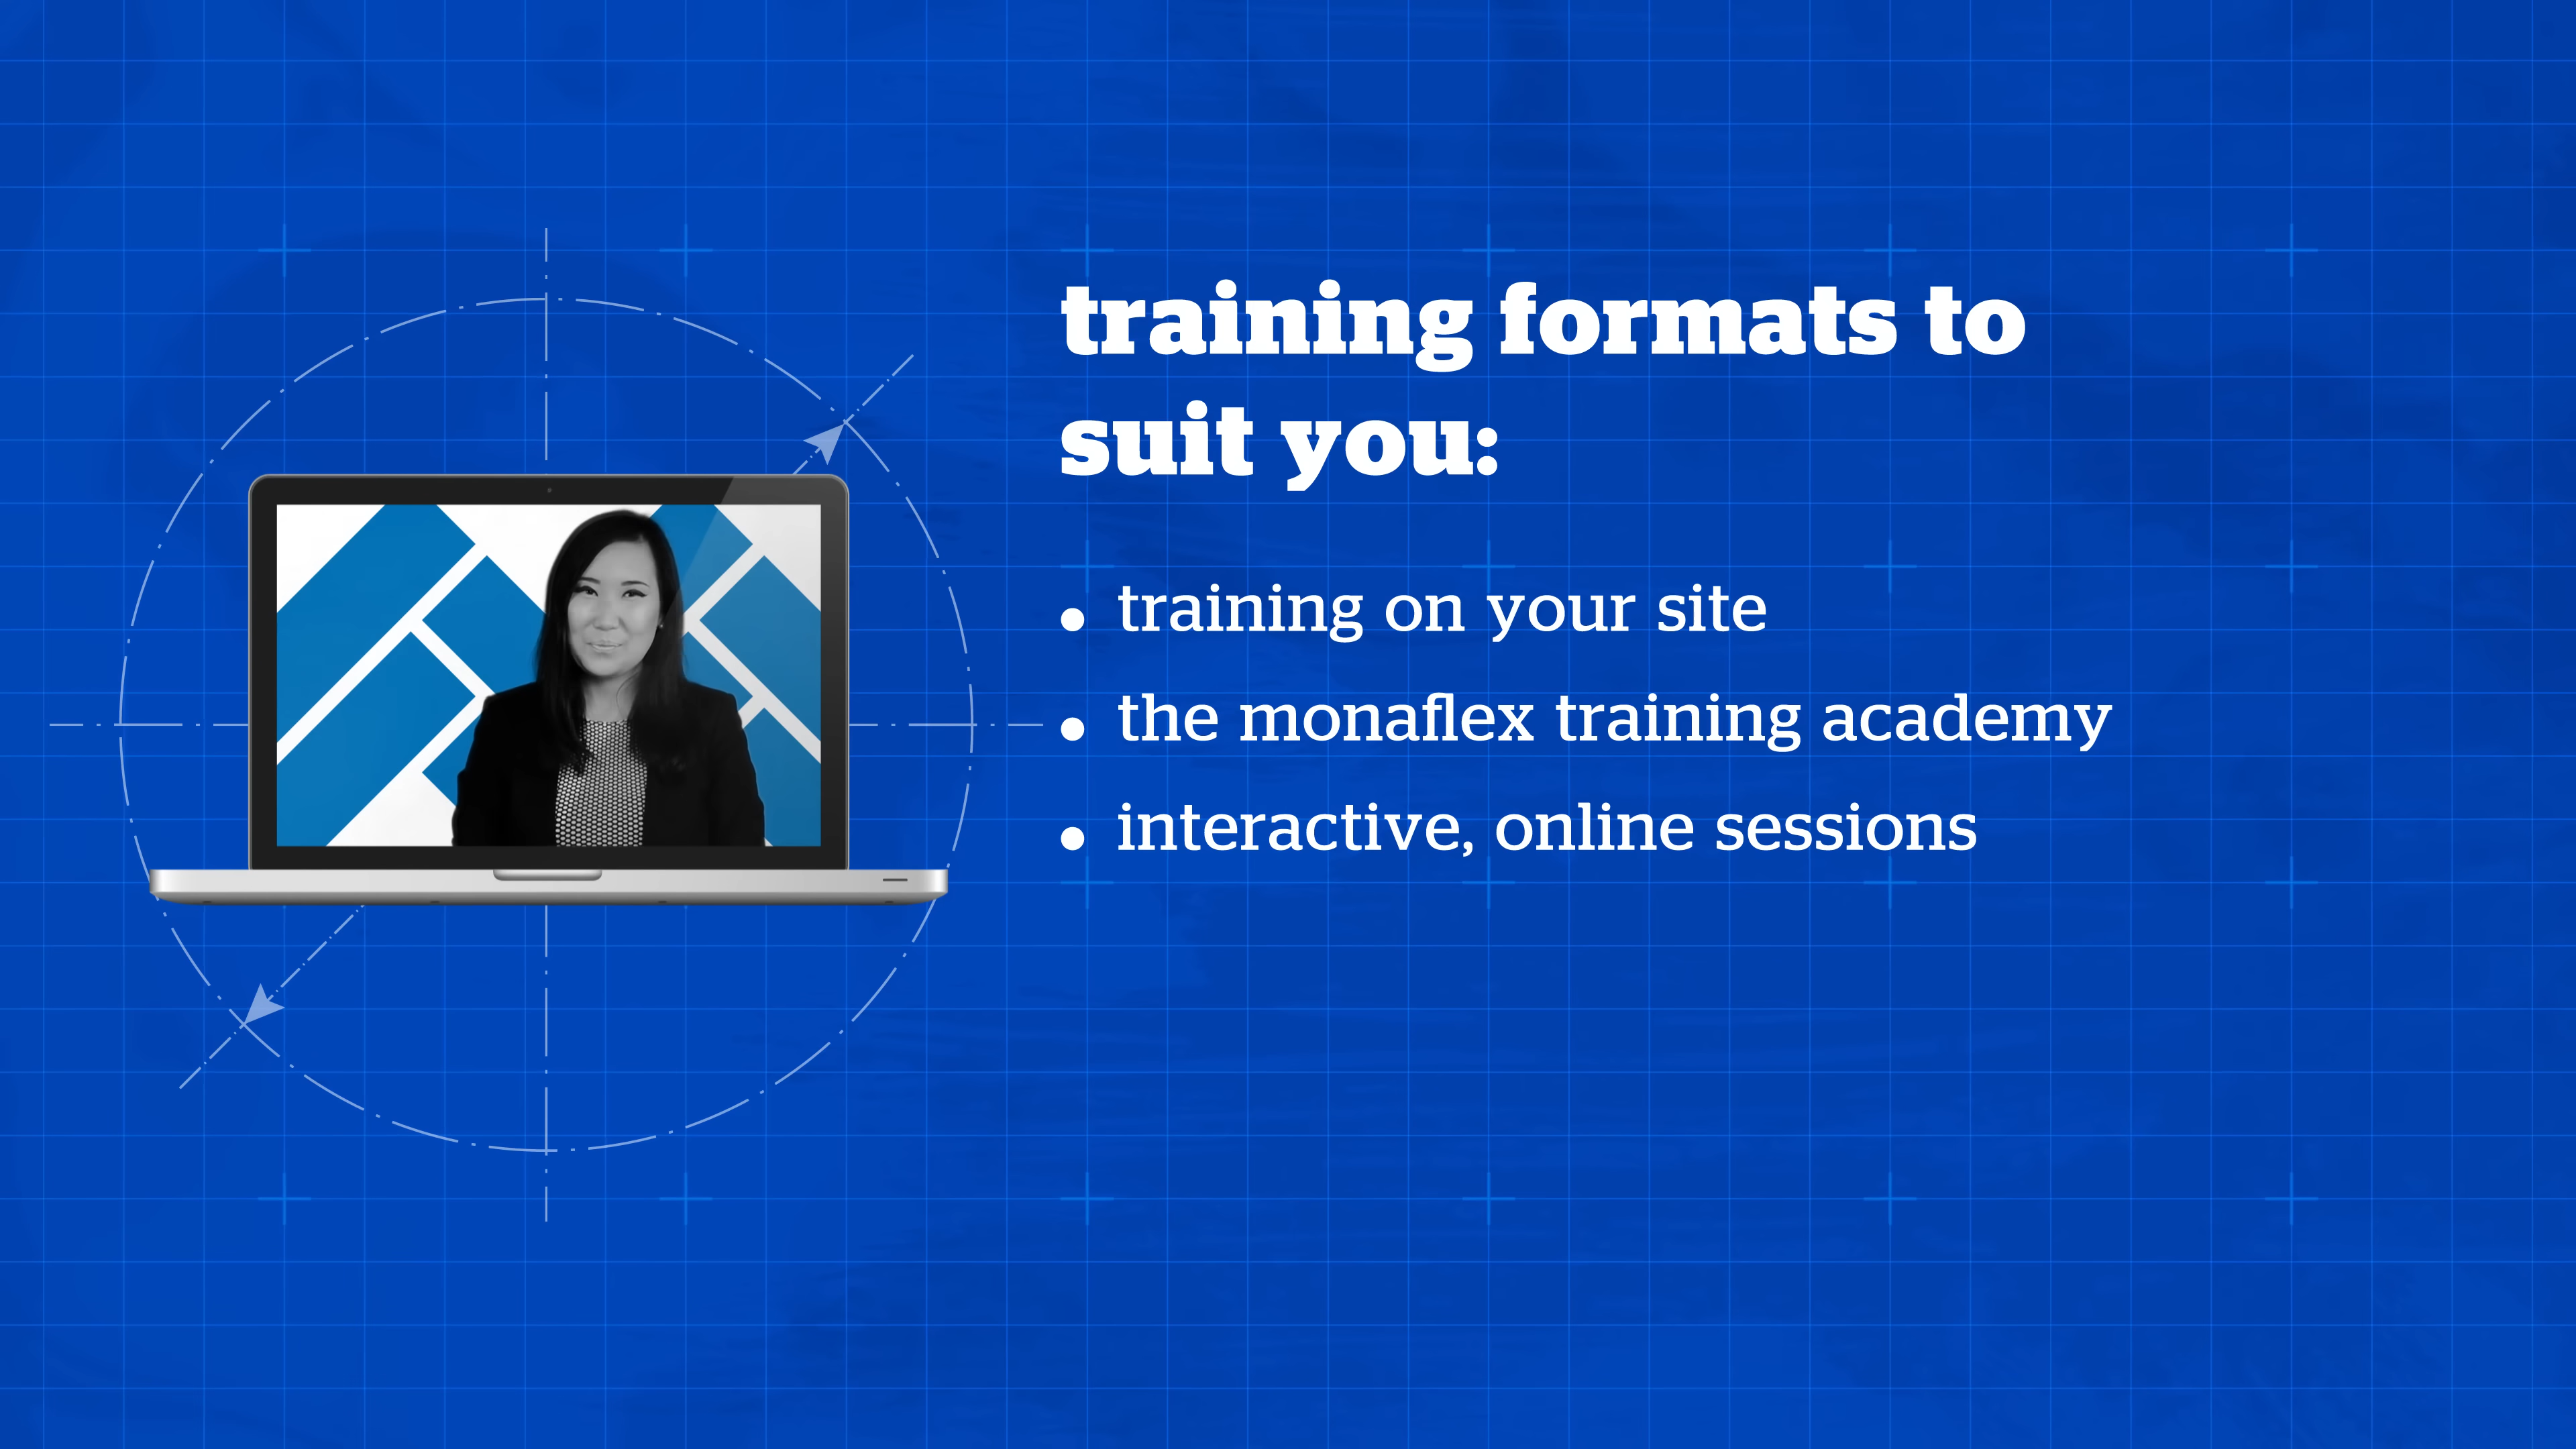 training formats to
suit you:
• training on your site
• the monaflex training academy
• interactive, online sessions